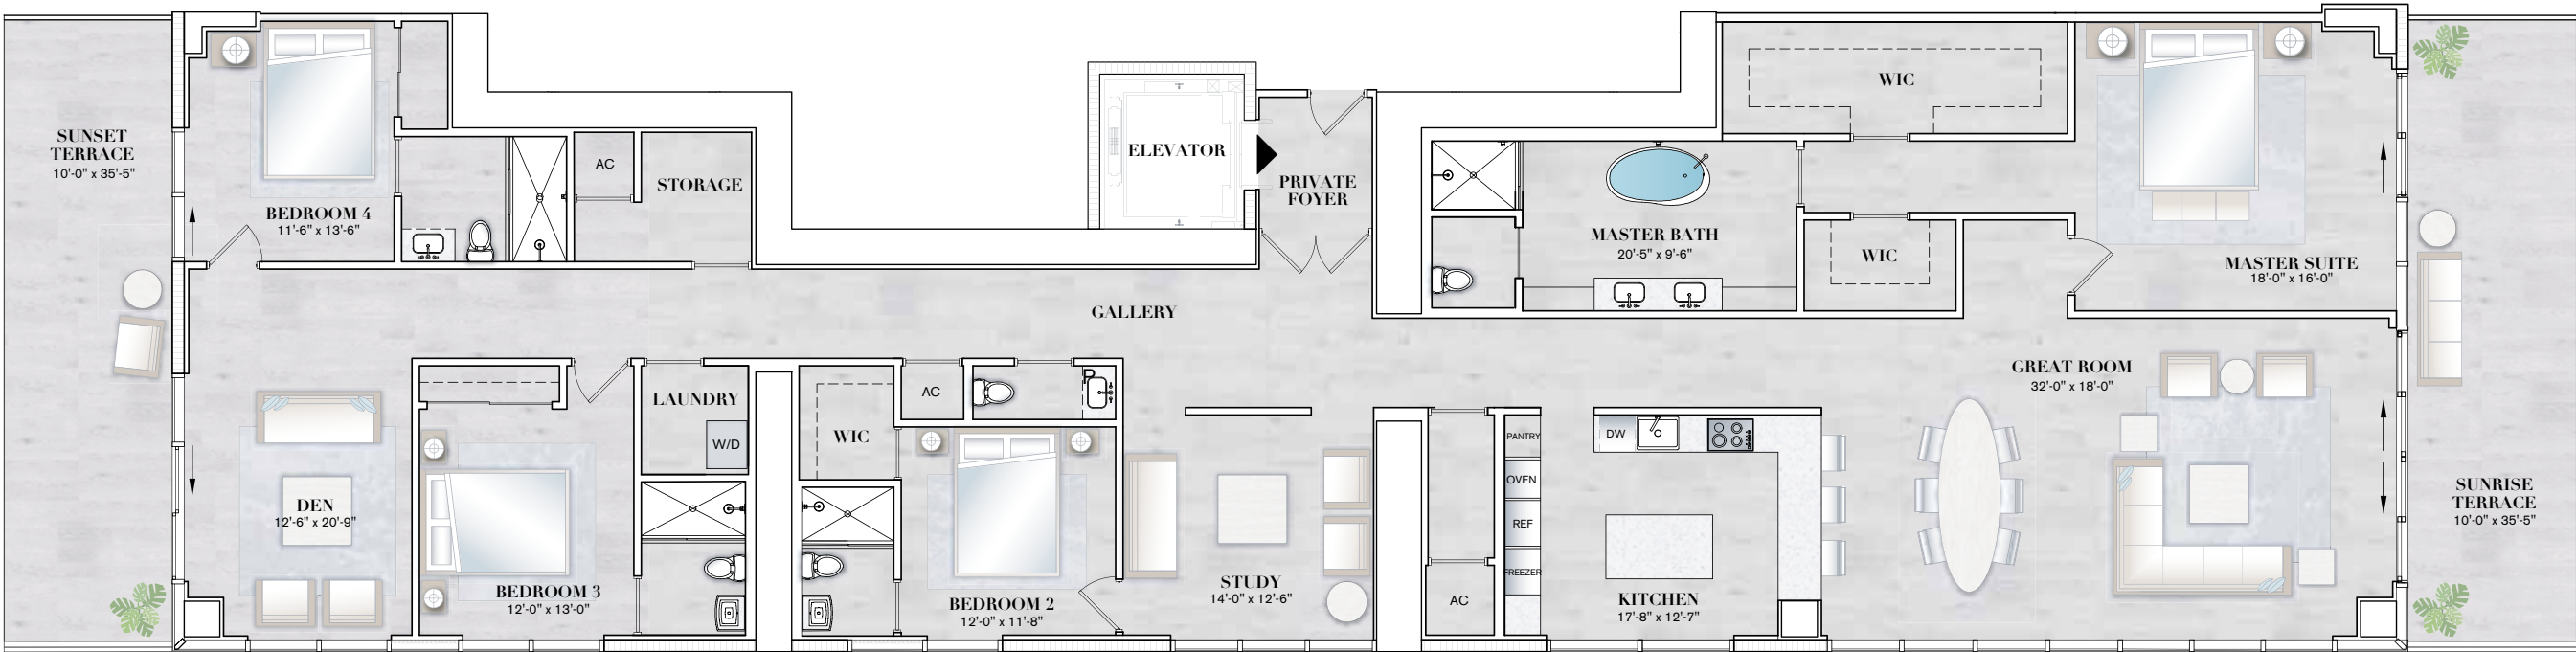 SUNSET
TERRACE
10'-0" x 35'-5"
BEDROOM 4
11'-6" x 13'-6"
AC
STORAGE
ELEVATOR
PRIVATE
FOYER
MASTER BATH
20'-5" x 9'-6"
WIC
WIC
MASTER SUITE
18'-0" x 16'-0"
GALLERY
DEN
12'-6" x 20'-9"
BEDROOM 3
12'-0" x 13'-0"
LAUNDRY
W/D
WIC
AC
BEDROOM 2
12'-0" x 11'-8"
STUDY
14'-0" x 12'-6"
AC
PANTRY
OVEN
REF
FREEZER
DW
KITCHEN
17'-8" x 12'-7"
GREAT ROOM
32'-0" x 18'-0"
SUNRISE
TERRACE
10'-0" x 35'-5"